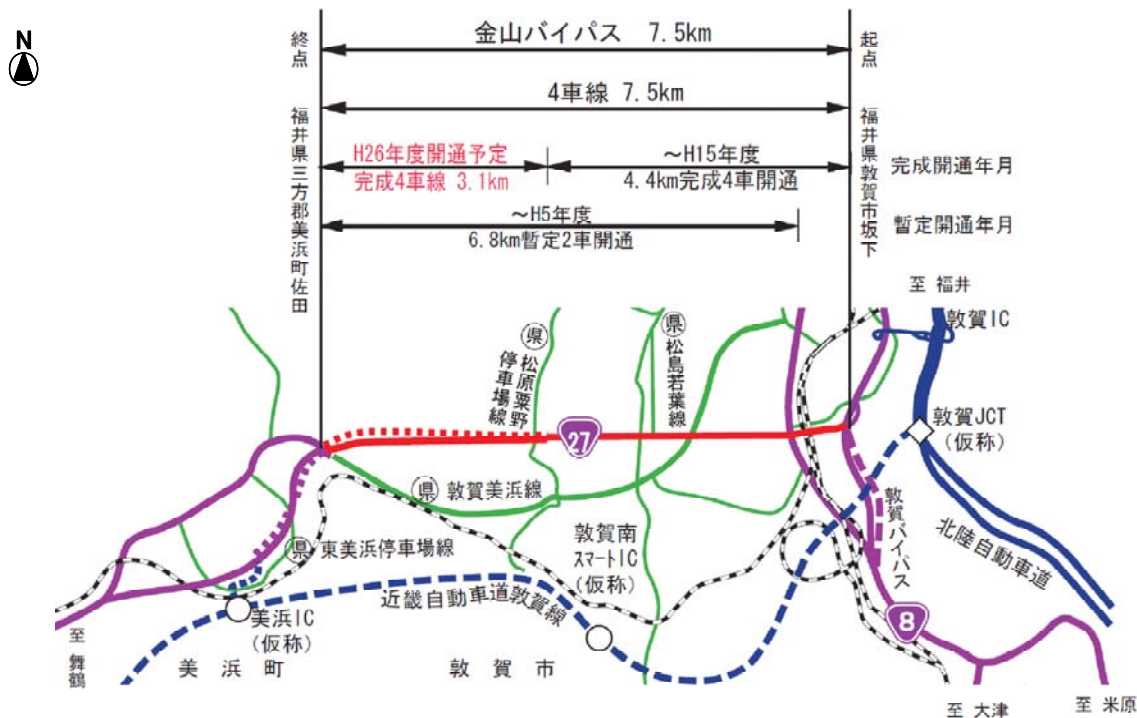 N
終点
金山バイパス 7.5km
起点
4車線 7.5km
福井県三方郡美浜町佐田
福井県敦賀市坂下
H26年度開通予定
完成4車線 3.1km
～H15年度
4.4km完成4車開通
完成開通年月
～H5年度
6.8km暫定2車開通
暫定開通年月
至 福井
敦賀IC
県 松原粟野
停車場線
県 松島若葉線
27
敦賀JCT
(仮称)
県 敦賀美浜線
敦賀バイパス
北陸自動車道
県 東美浜停車場線
敦賀南
スマートIC
(仮称)
近畿自動車道敦賀線
美浜IC
(仮称)
8
至 舞鶴
美浜町
敦賀市
至 大津
至 米原